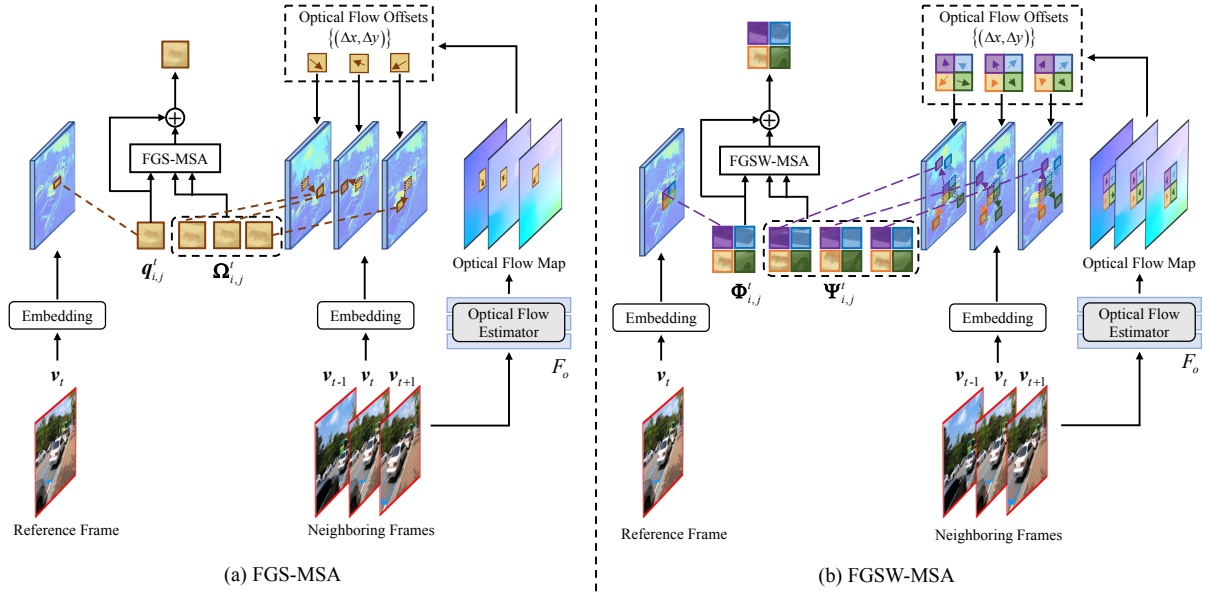 Optical Flow Offsets
{(Δx, Δy)}
FGS-MSA
q^t_{i,j}
Ω^t_{i,j}
Optical Flow Map
Embedding
Embedding
Optical Flow
Estimator
F_o
v_t
v_{t-1} v_t v_{t+1}
Reference Frame
Neighboring Frames
(a) FGS-MSA
Optical Flow Offsets
{(Δx, Δy)}
FGSW-MSA
Φ^t_{i,j}
Ψ^t_{i,j}
Optical Flow Map
Embedding
Embedding
Optical Flow
Estimator
F_o
v_t
v_{t-1} v_t v_{t+1}
Reference Frame
Neighboring Frames
(b) FGSW-MSA